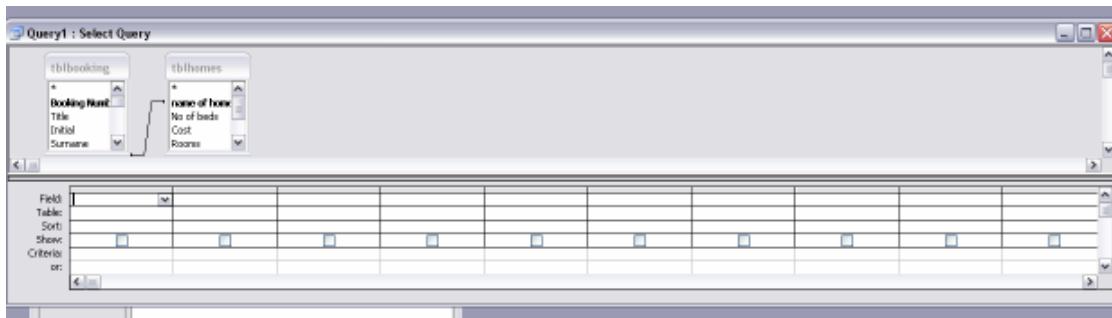 Query1 : Select Query
tblbooking
*
Booking Numb
Title
Initial
Surname
tblhomes
*
name of home
No of beds
Cost
Rooms
Field:
Table:
Sort:
Show:
Criteria:
or: